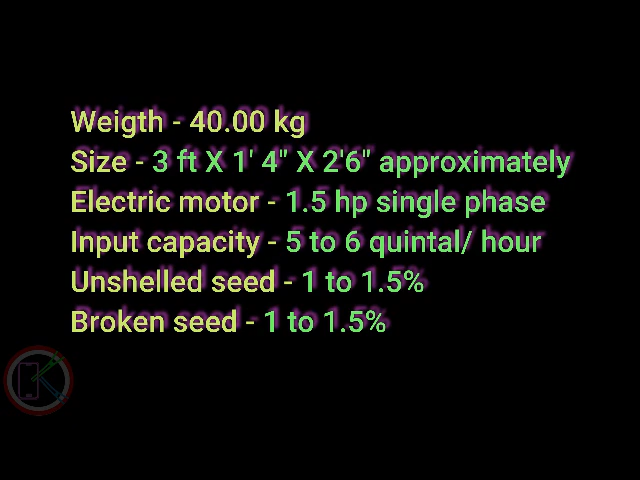 Weigth - 40.00 kg
Size - 3 ft X 1' 4" X 2'6" approximately
Electric motor - 1.5 hp single phase
Input capacity - 5 to 6 quintal/ hour
Unshelled seed - 1 to 1.5%
Broken seed - 1 to 1.5%